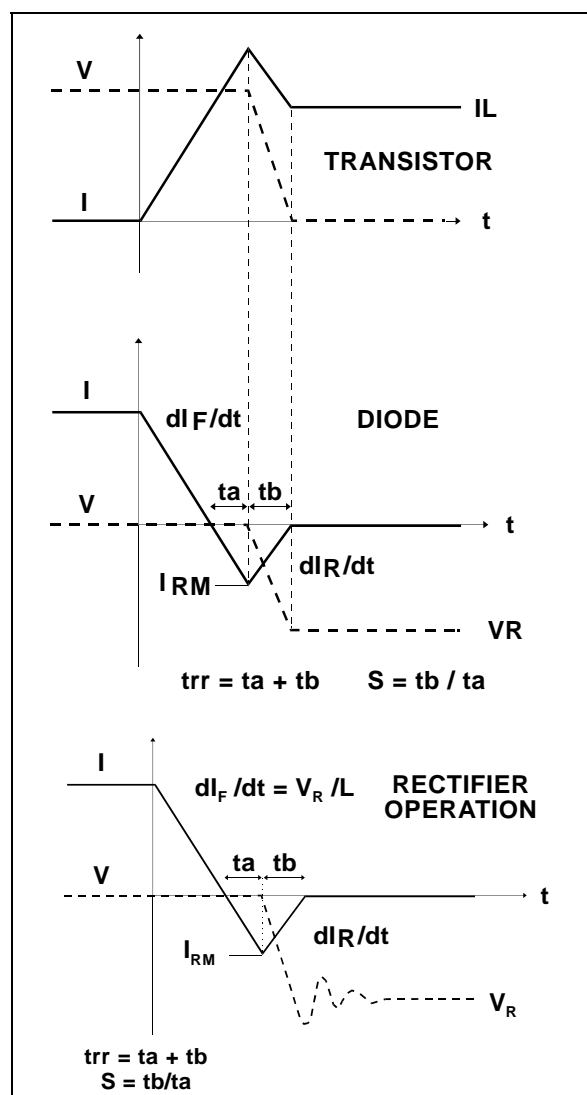 V
IL
TRANSISTOR
I
t
I
dIF/dt
DIODE
ta tb
V
t
dIR/dt
IRM
VR
trr = ta + tb S = tb / ta
I
dIF /dt = VR /L
RECTIFIER
OPERATION
ta tb
V
t
dIR/dt
IRM
VR
trr = ta + tb
S = tb/ta